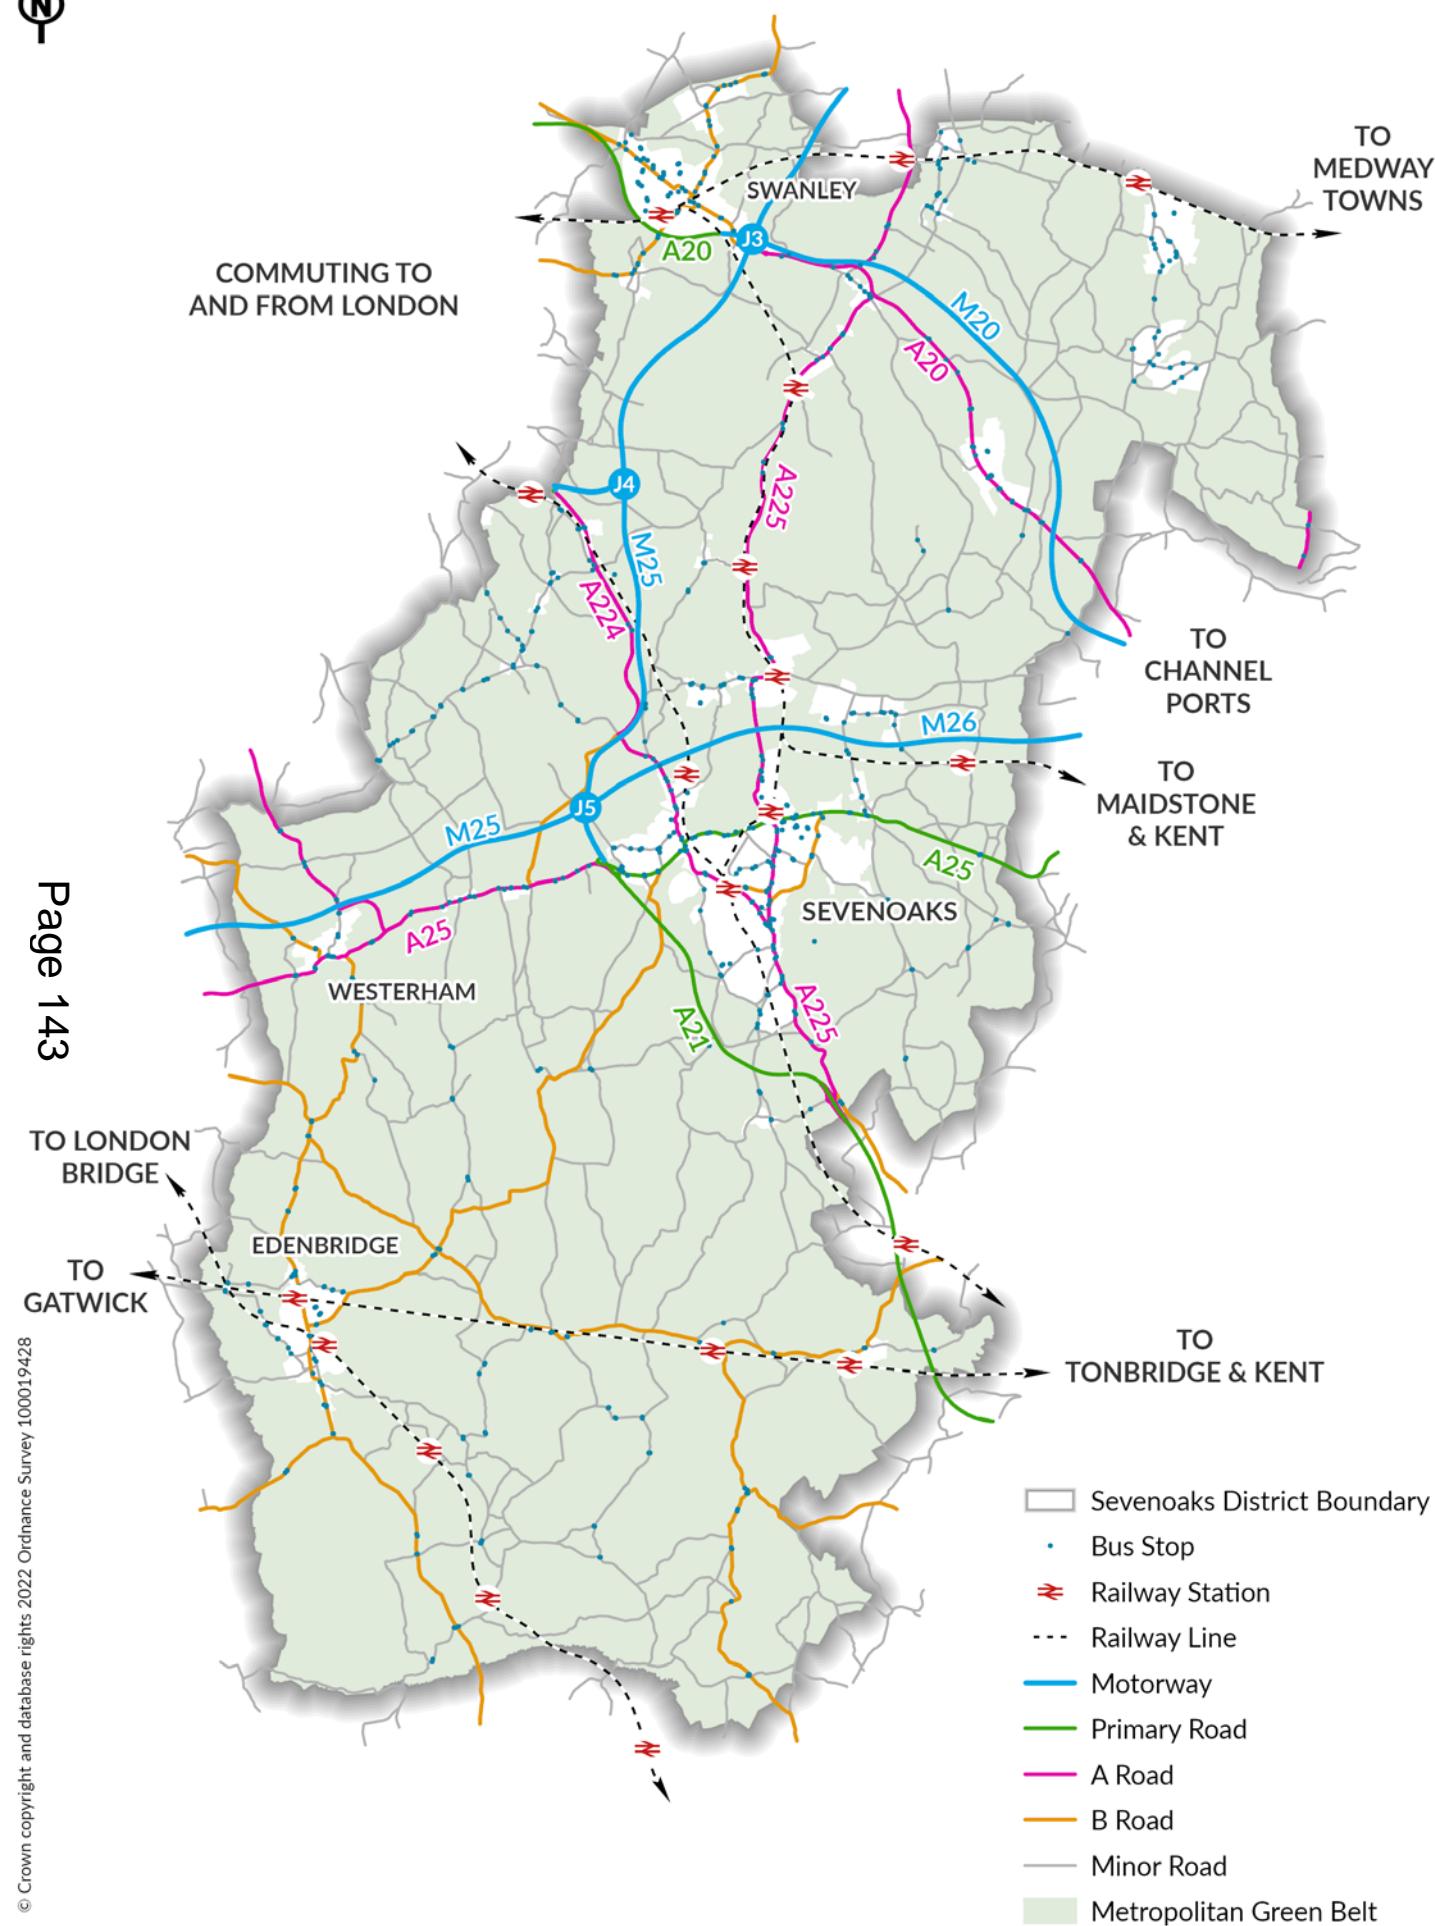 N
TO
MEDWAY
TOWNS
SWANLEY
J3
A20
COMMUTING TO
AND FROM LONDON
M20
A20
J4
A225
M25
A224
TO
CHANNEL
PORTS
M26
TO
MAIDSTONE
& KENT
J5
M25
A25
SEVENOAKS
A25
WESTERHAM
A225
A21
Page 143
TO LONDON
BRIDGE
EDENBRIDGE
TO
GATWICK
TO
TONBRIDGE & KENT
Sevenoaks District Boundary
Bus Stop
Railway Station
Railway Line
Motorway
Primary Road
A Road
B Road
Minor Road
Metropolitan Green Belt
© Crown copyright and database rights 2022 Ordnance Survey 100019428